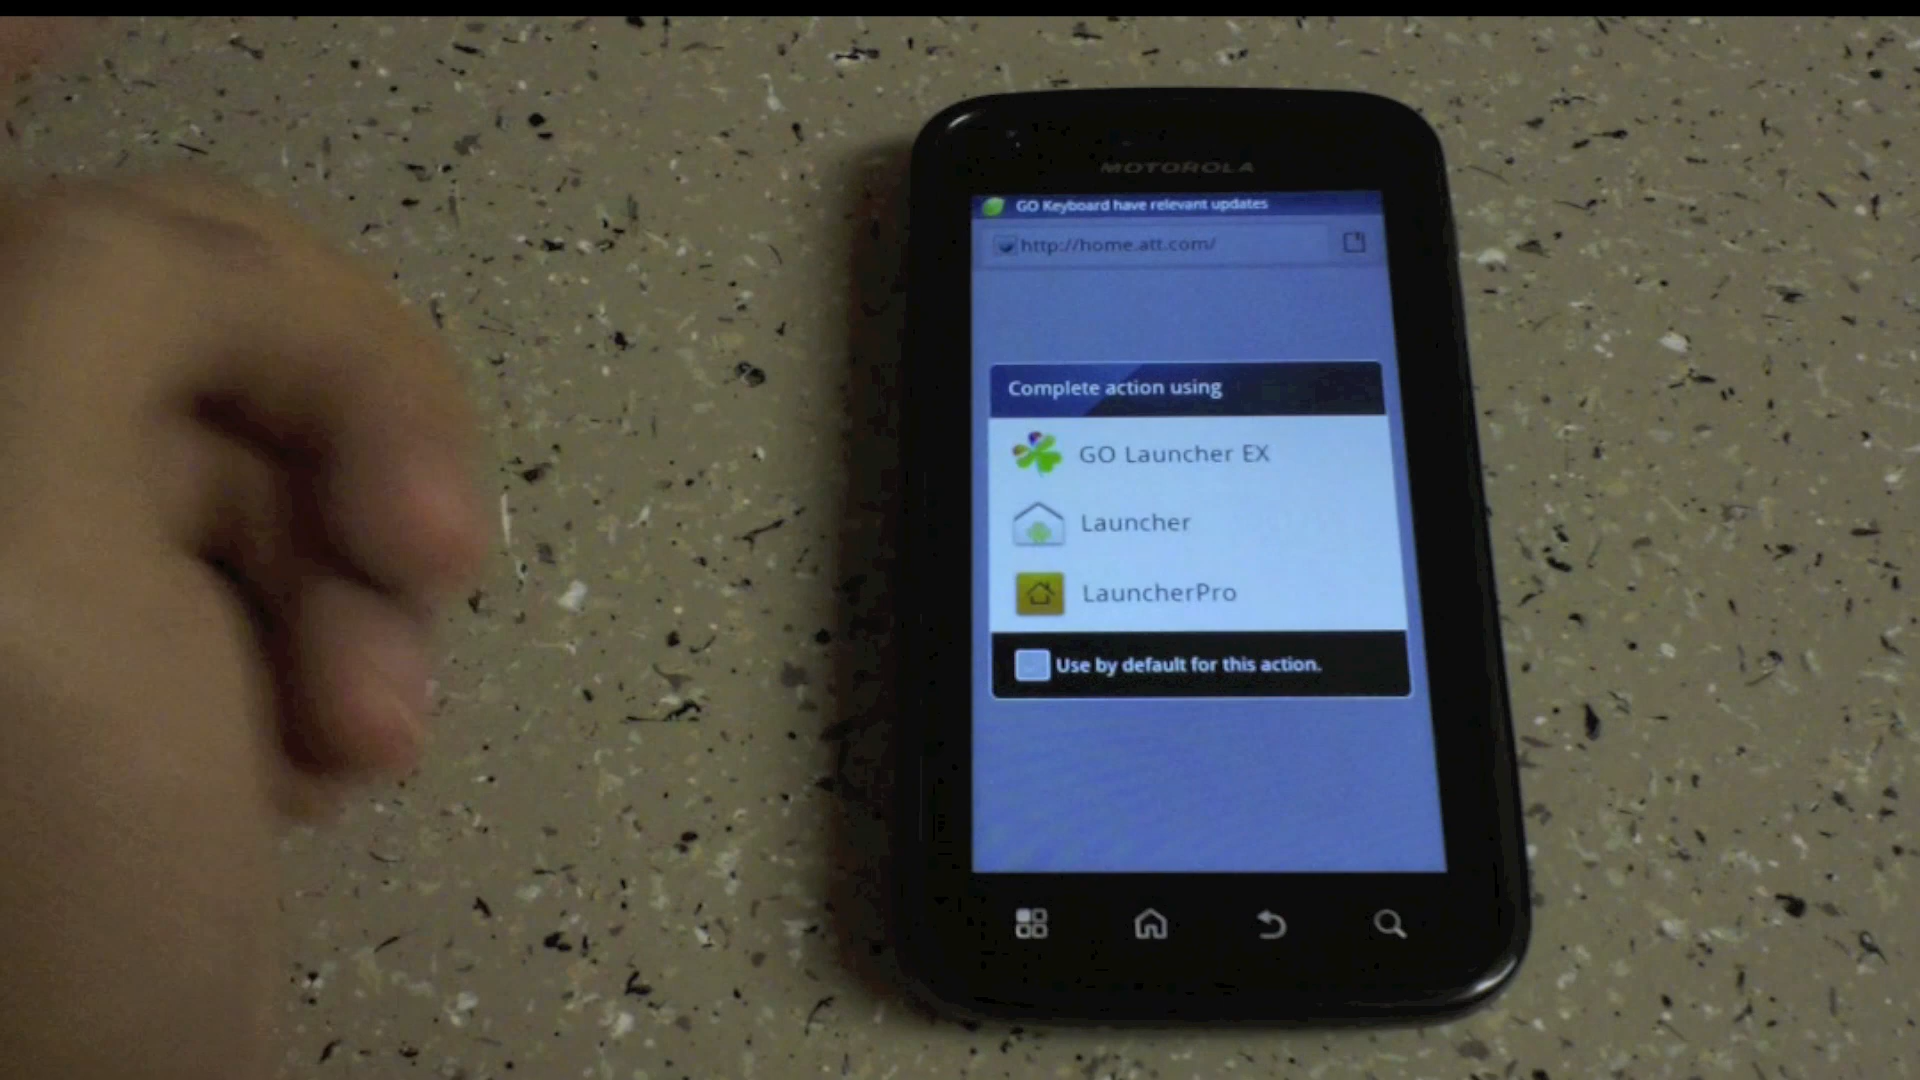 MOTOROLA
GO Keyboard have relevant updates
http://home.att.com/
Complete action using
GO Launcher EX
Launcher
LauncherPro
Use by default for this action.